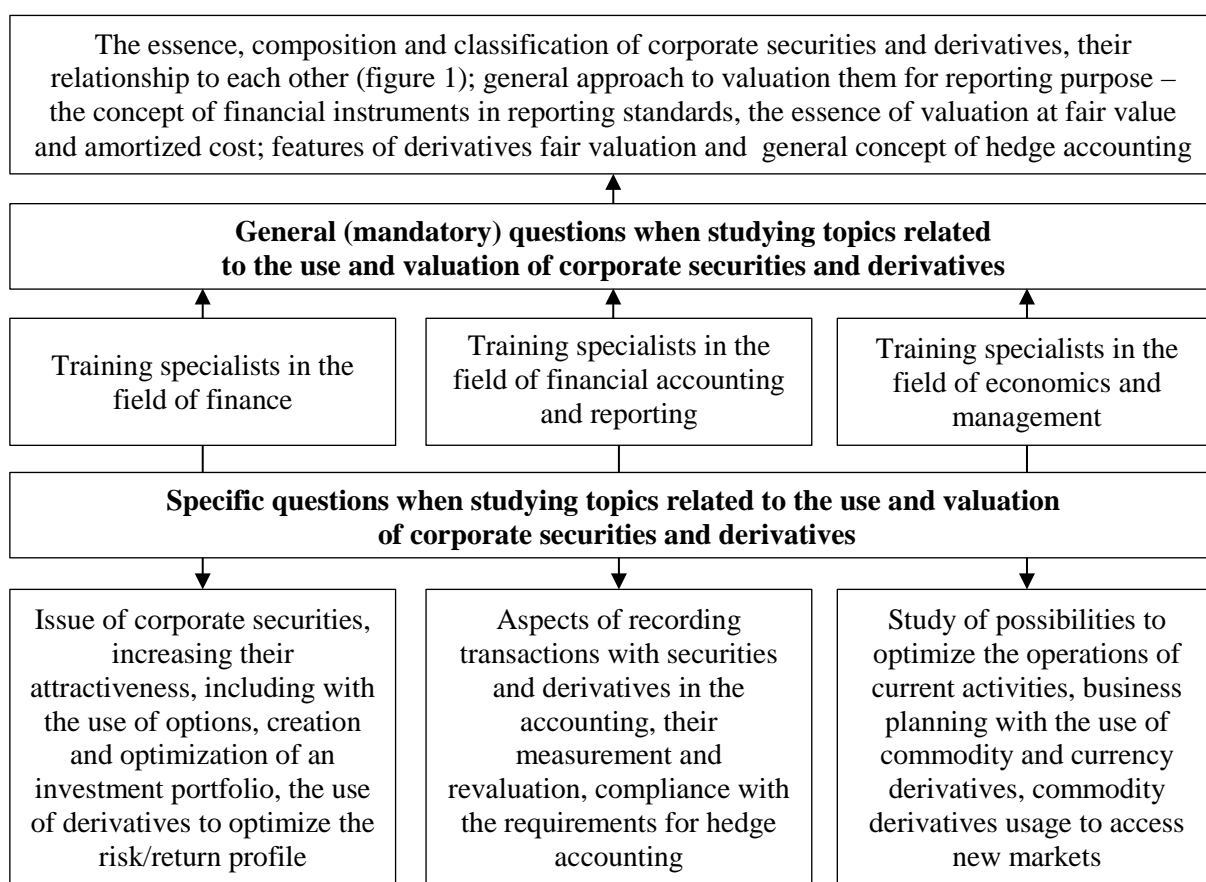 The essence, composition and classification of corporate securities and derivatives, their
relationship to each other (figure 1); general approach to valuation them for reporting purpose –
the concept of financial instruments in reporting standards, the essence of valuation at fair value
and amortized cost; features of derivatives fair valuation and general concept of hedge accounting
General (mandatory) questions when studying topics related
to the use and valuation of corporate securities and derivatives
Training specialists in the
field of finance
Training specialists in the
field of financial accounting
and reporting
Training specialists in the
field of economics and
management
Specific questions when studying topics related to the use and valuation
of corporate securities and derivatives
Issue of corporate securities,
increasing their
attractiveness, including with
the use of options, creation
and optimization of an
investment portfolio, the use
of derivatives to optimize the
risk/return profile
Aspects of recording
transactions with securities
and derivatives in the
accounting, their
measurement and
revaluation, compliance with
the requirements for hedge
accounting
Study of possibilities to
optimize the operations of
current activities, business
planning with the use of
commodity and currency
derivatives, commodity
derivatives usage to access
new markets